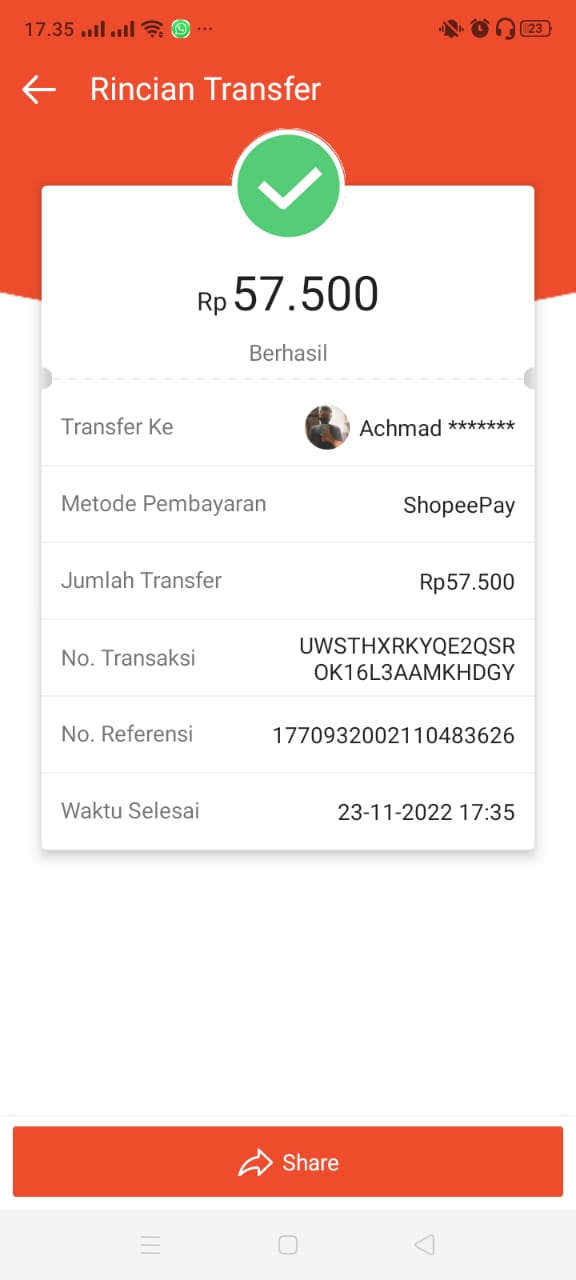 17.35
23
Rincian Transfer
Rp 57.500
Berhasil
Transfer Ke
Achmad *******
Metode Pembayaran
ShopeePay
Jumlah Transfer
Rp57.500
No. Transaksi
UWSTHXRKYQE2QSR
OK16L3AAMKHDGY
No. Referensi
1770932002110483626
Waktu Selesai
23-11-2022 17:35
Share